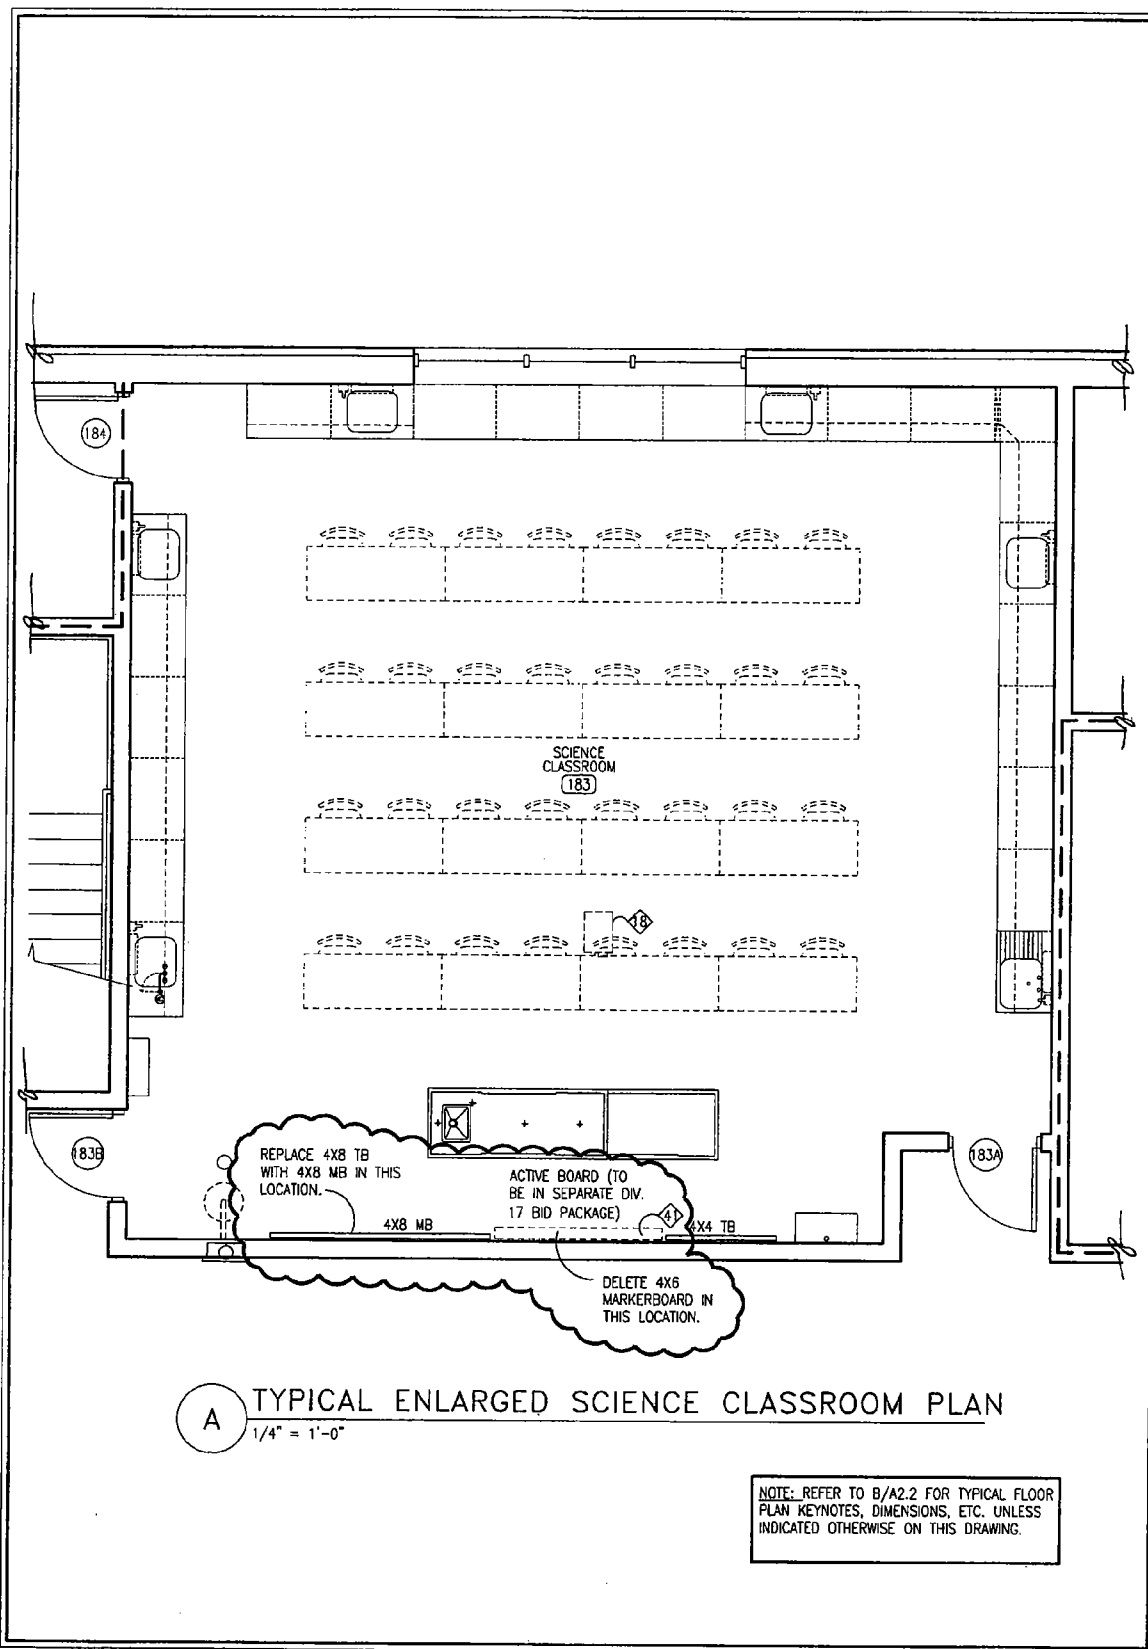 184
SCIENCE
CLASSROOM
183
18
183B
183A
REPLACE 4X8 TB
WITH 4X8 MB IN THIS
LOCATION.
ACTIVE BOARD (TO
BE IN SEPARATE DIV.
17 BID PACKAGE)
41
4X8 MB
4X4 TB
DELETE 4X6
MARKERBOARD IN
THIS LOCATION.
A
TYPICAL ENLARGED SCIENCE CLASSROOM PLAN
1/4" = 1'-0"
NOTE: REFER TO B/A2.2 FOR TYPICAL FLOOR
PLAN KEYNOTES, DIMENSIONS, ETC. UNLESS
INDICATED OTHERWISE ON THIS DRAWING.